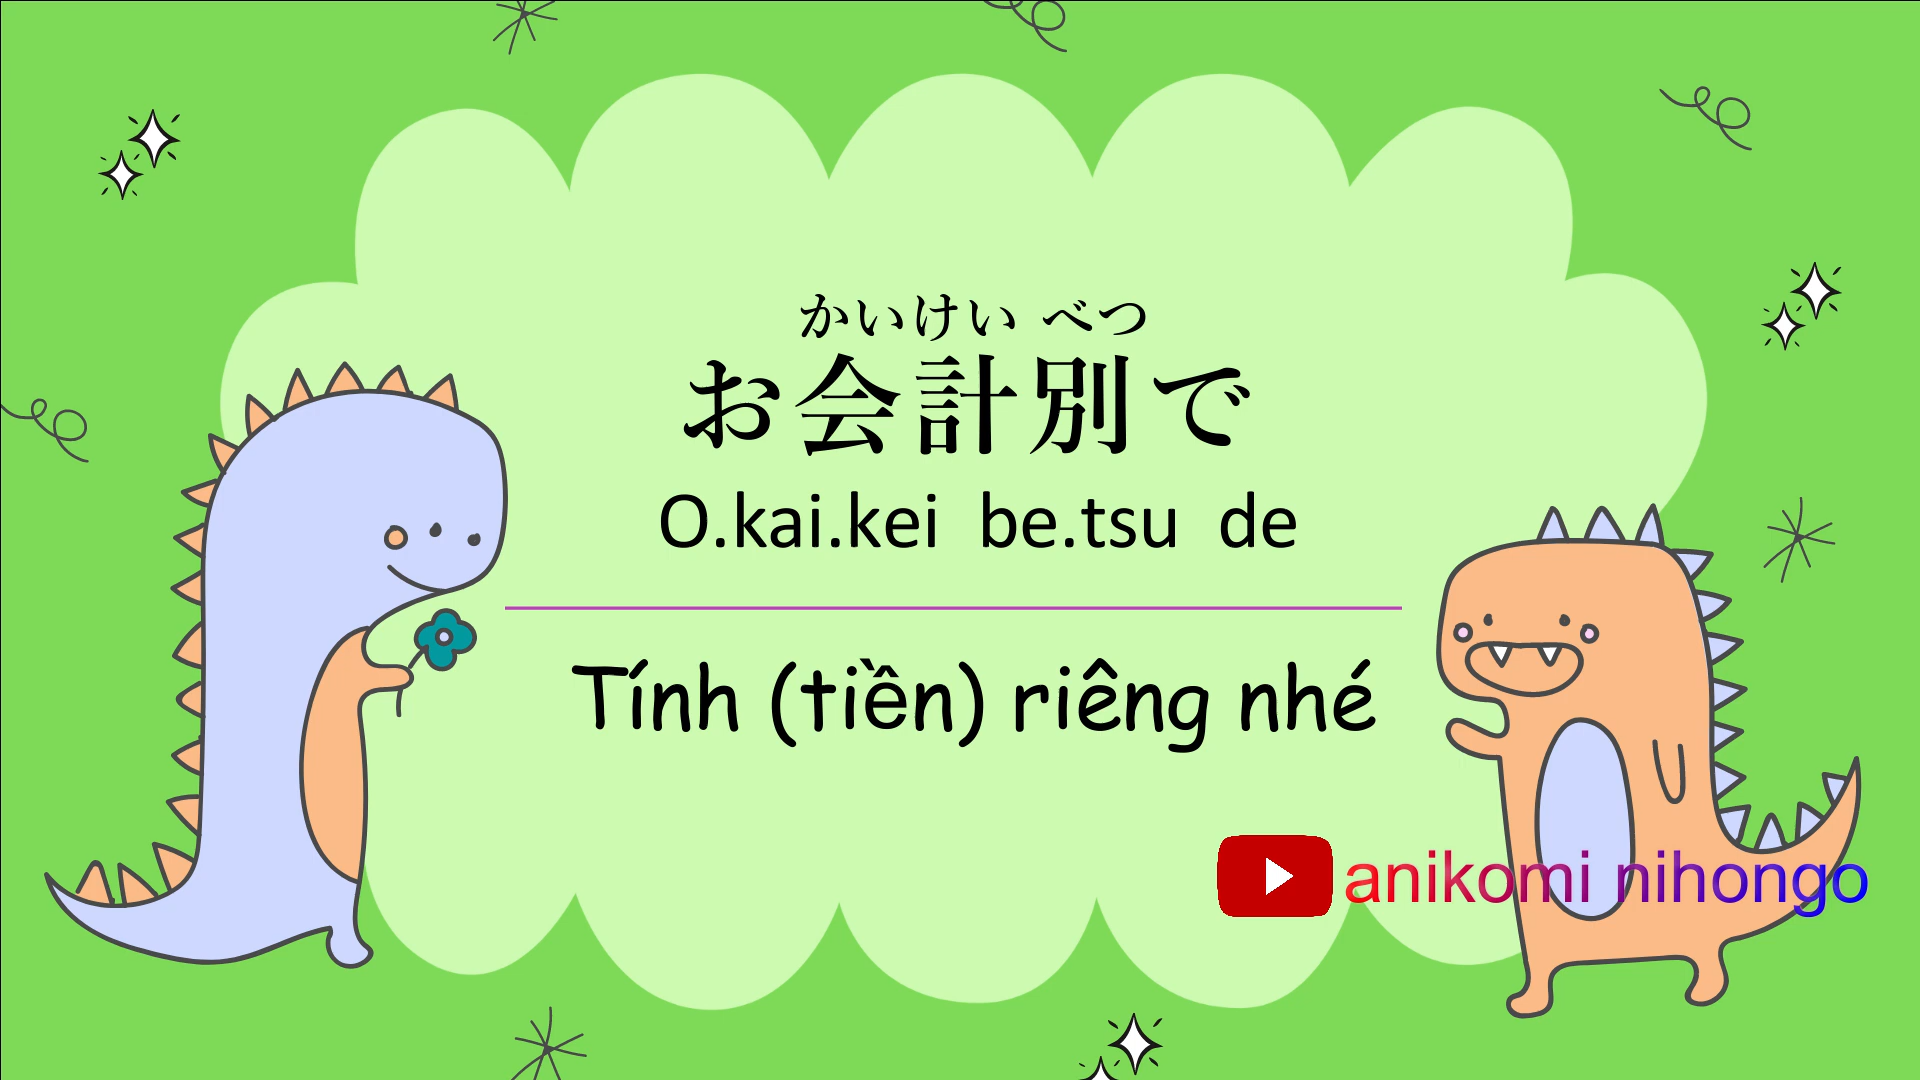 かいけい べつ
お会計別で
O.kai.kei be.tsu de
Tính (tiền) riêng nhé
anikomi nihongo